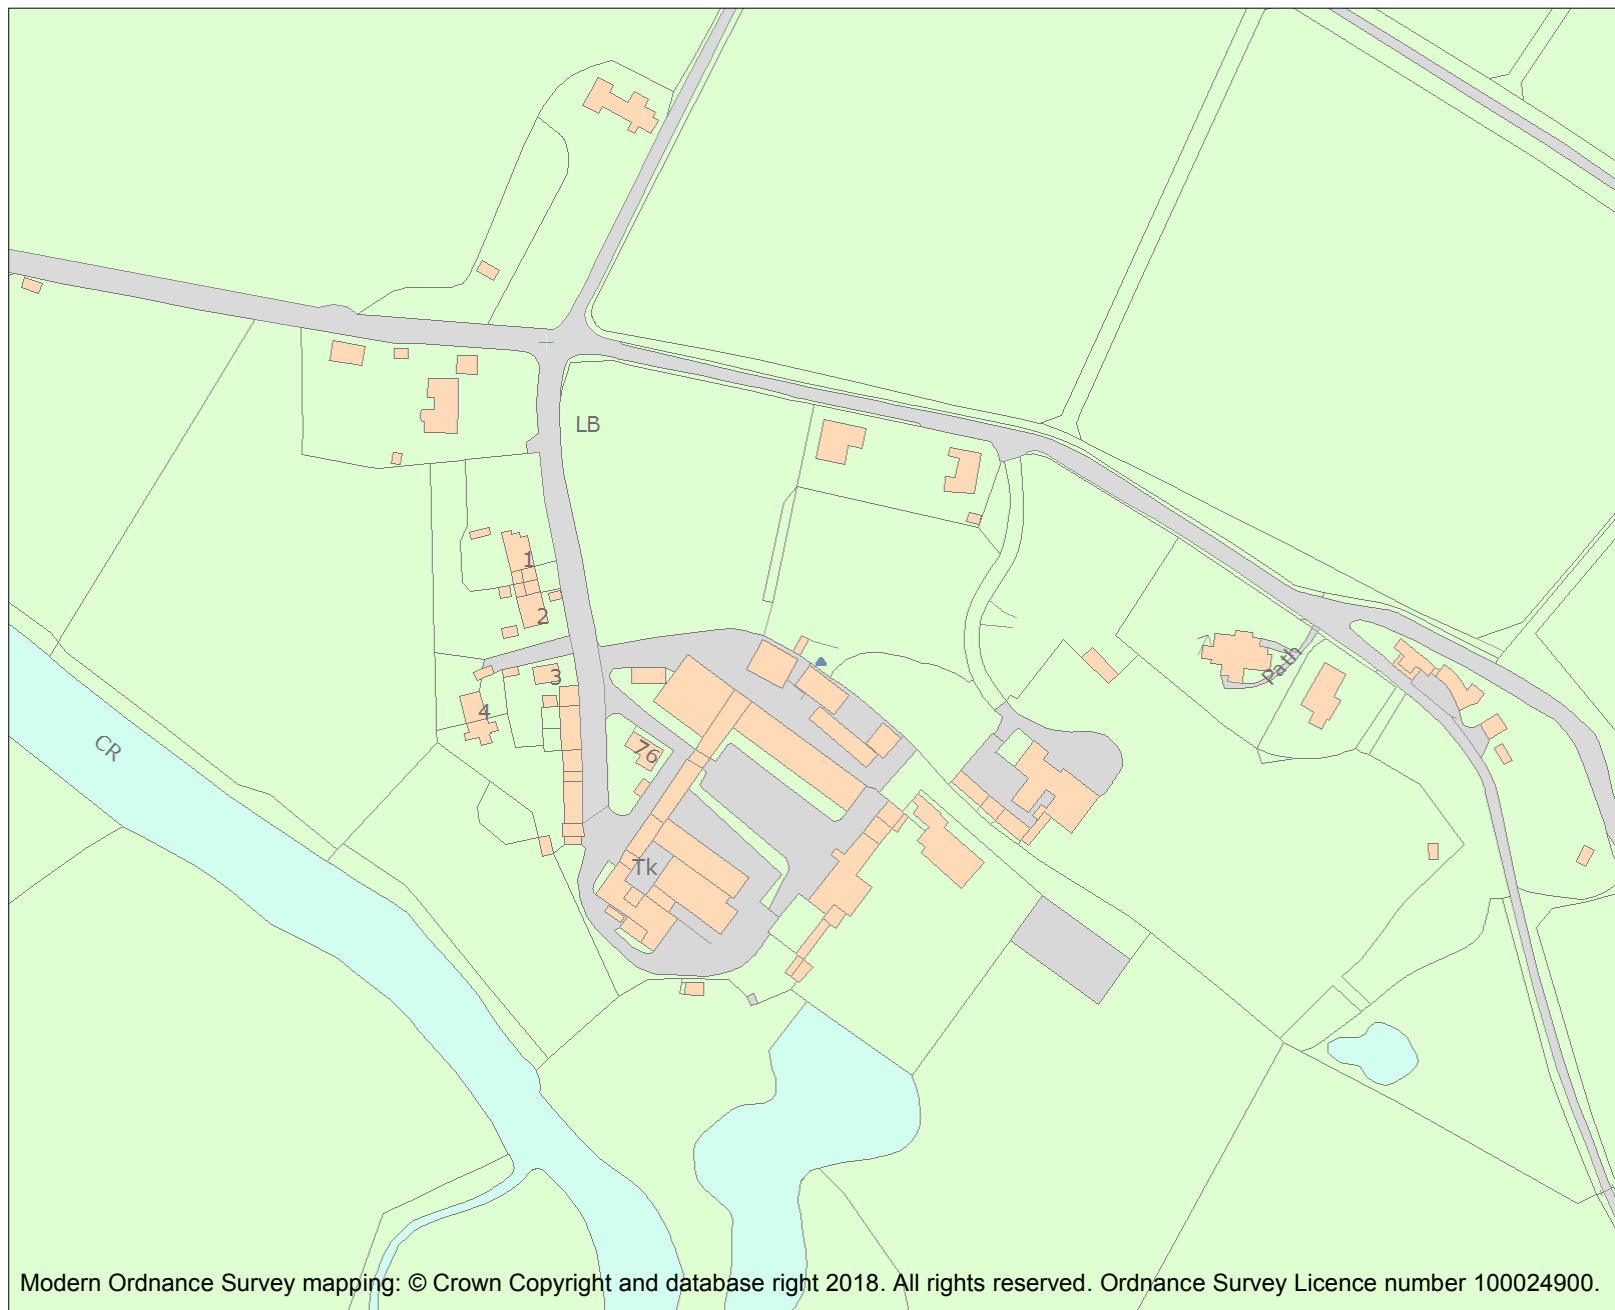 LB
1
2
3
4
76
CR
Path
Tk
Modern Ordnance Survey mapping: © Crown Copyright and database right 2018. All rights reserved. Ordnance Survey Licence number 100024900.